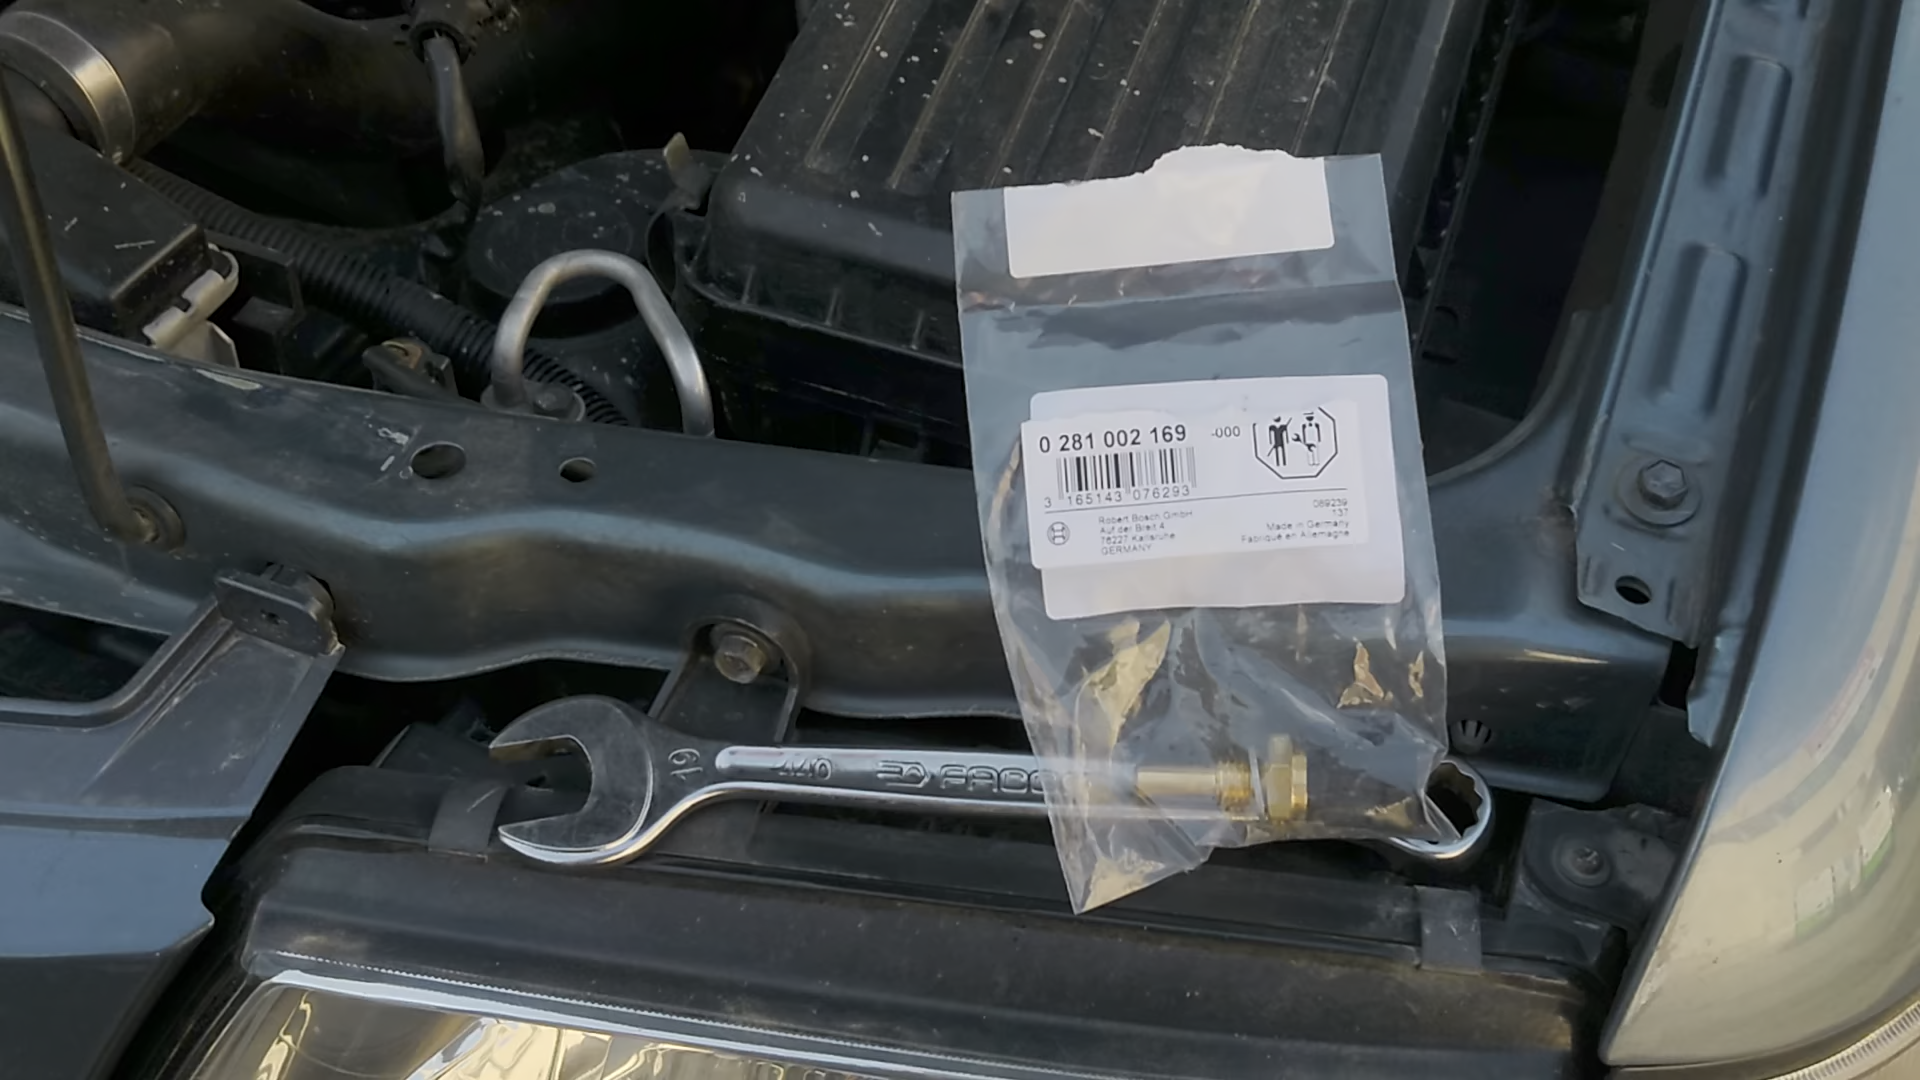 0 281 002 169 -000
3 165143 076293
Robert Bosch GmbH
Auf der Breit 4
76227 Karlsruhe
GERMANY
089239
137
Made in Germany
Fabriqué en Allemagne
19
440